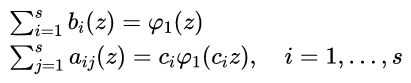 ∑_{i=1}^{s} b_i(z) = φ_1(z)
∑_{j=1}^{s} a_{ij}(z) = c_i φ_1(c_i z), i = 1, . . . , s